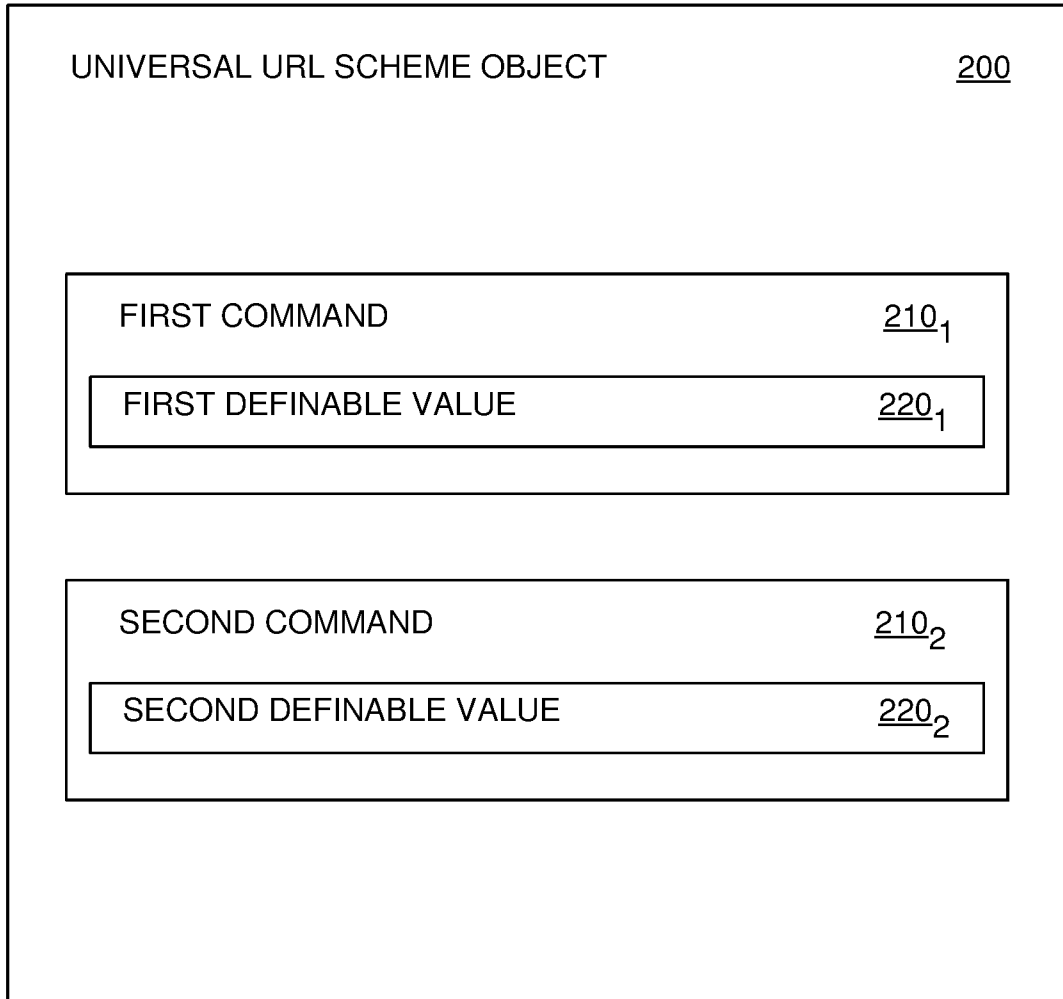 UNIVERSAL URL SCHEME OBJECT 200
FIRST COMMAND 210₁
FIRST DEFINABLE VALUE 220₁
SECOND COMMAND 210₂
SECOND DEFINABLE VALUE 220₂